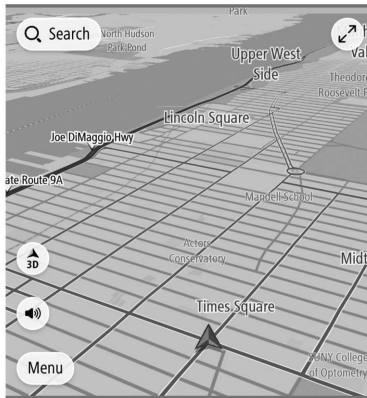 Park
Search
North Hudson
Park Pond
Upper West
Side
Val
Theodore
Roosevelt P
Lincoln Square
Joe DiMaggio Hwy
ate Route 9A
Mandell School
Actors
Conservatory
3D
Midt
Times Square
Menu
SUNY College
of Optometry